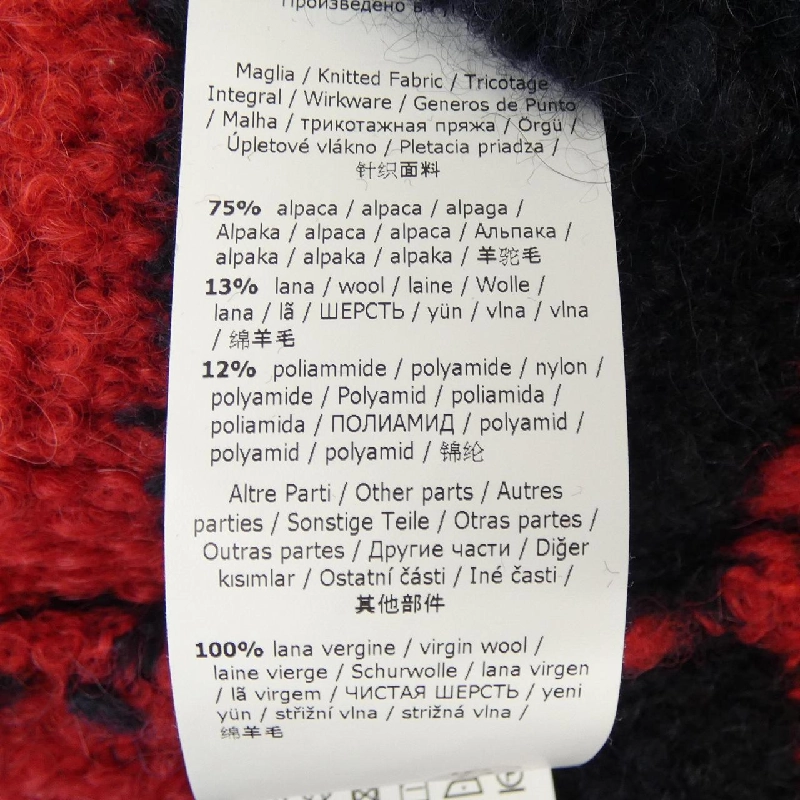 Произведено в
Maglia / Knitted Fabric / Tricotage
Integral / Wirkware / Generos de Punto
/ Malha / трикотажная пряжа / Örgü /
Úpletové vlákno / Pletacia priadza /
针织面料
75% alpaca / alpaca / alpaga /
Alpaka / alpaca / alpaca / Альпака /
alpaka / alpaka / alpaka / 羊驼毛
13% lana / wool / laine / Wolle /
lana / lã / ШЕРСТЬ / yün / vlna / vlna
/ 绵羊毛
12% poliammide / polyamide / nylon /
polyamide / Polyamid / poliamida /
poliamida / ПОЛИАМИД / polyamid /
polyamid / polyamid / 锦纶
Altre Parti / Other parts / Autres
parties / Sonstige Teile / Otras partes /
Outras partes / Другие части / Diğer
kısımlar / Ostatní části / Iné časti /
其他部件
100% lana vergine / virgin wool /
laine vierge / Schurwolle / lana virgen
/ lã virgem / ЧИСТАЯ ШЕРСТЬ / yeni
yün / střižní vlna / strižná vlna /
绵羊毛